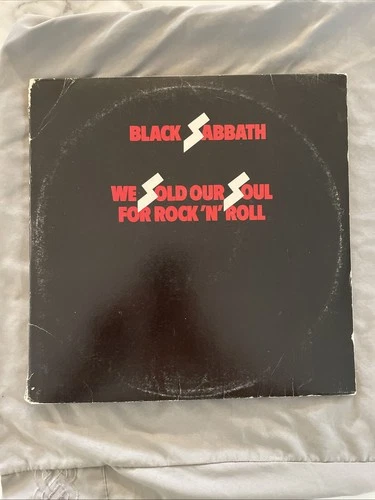 BLACK SABBATH
WE SOLD OUR SOUL
FOR ROCK 'N' ROLL